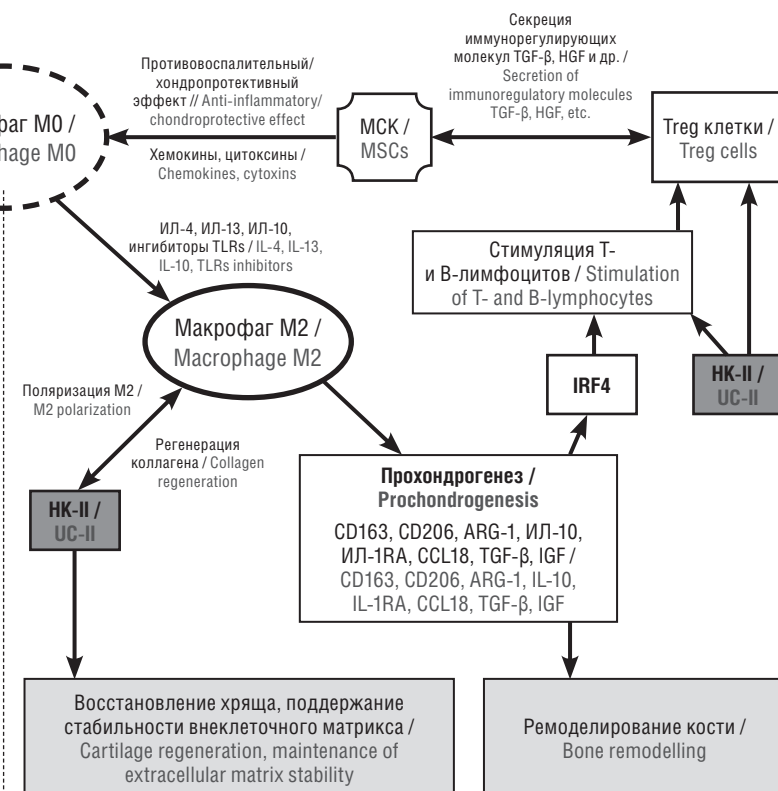 Секреция
иммунорегулирующих
молекул TGF-β, HGF и др. /
Secretion of
immunoregulatory molecules
TGF-β, HGF, etc.
Противовоспалительный/
хондропротективный
эффект // Anti-inflammatory/
chondroprotective effect
МСК /
MSCs
Treg клетки /
Treg cells
фаг М0 /
hage M0
Хемокины, цитоксины /
Chemokines, cytoxins
ИЛ-4, ИЛ-13, ИЛ-10,
ингибиторы TLRs / IL-4, IL-13,
IL-10, TLRs inhibitors
Стимуляция Т-
и В-лимфоцитов / Stimulation
of T- and B-lymphocytes
Макрофаг М2 /
Macrophage M2
IRF4
НК-II /
UC-II
Поляризация М2 /
M2 polarization
Регенерация
коллагена / Collagen
regeneration
НК-II /
UC-II
Прохондрогенез /
Prochondrogenesis
CD163, CD206, ARG-1, ИЛ-10,
ИЛ-1RA, CCL18, TGF-β, IGF /
CD163, CD206, ARG-1, IL-10,
IL-1RA, CCL18, TGF-β, IGF
Восстановление хряща, поддержание
стабильности внеклеточного матрикса /
Cartilage regeneration, maintenance of
extracellular matrix stability
Ремоделирование кости /
Bone remodelling